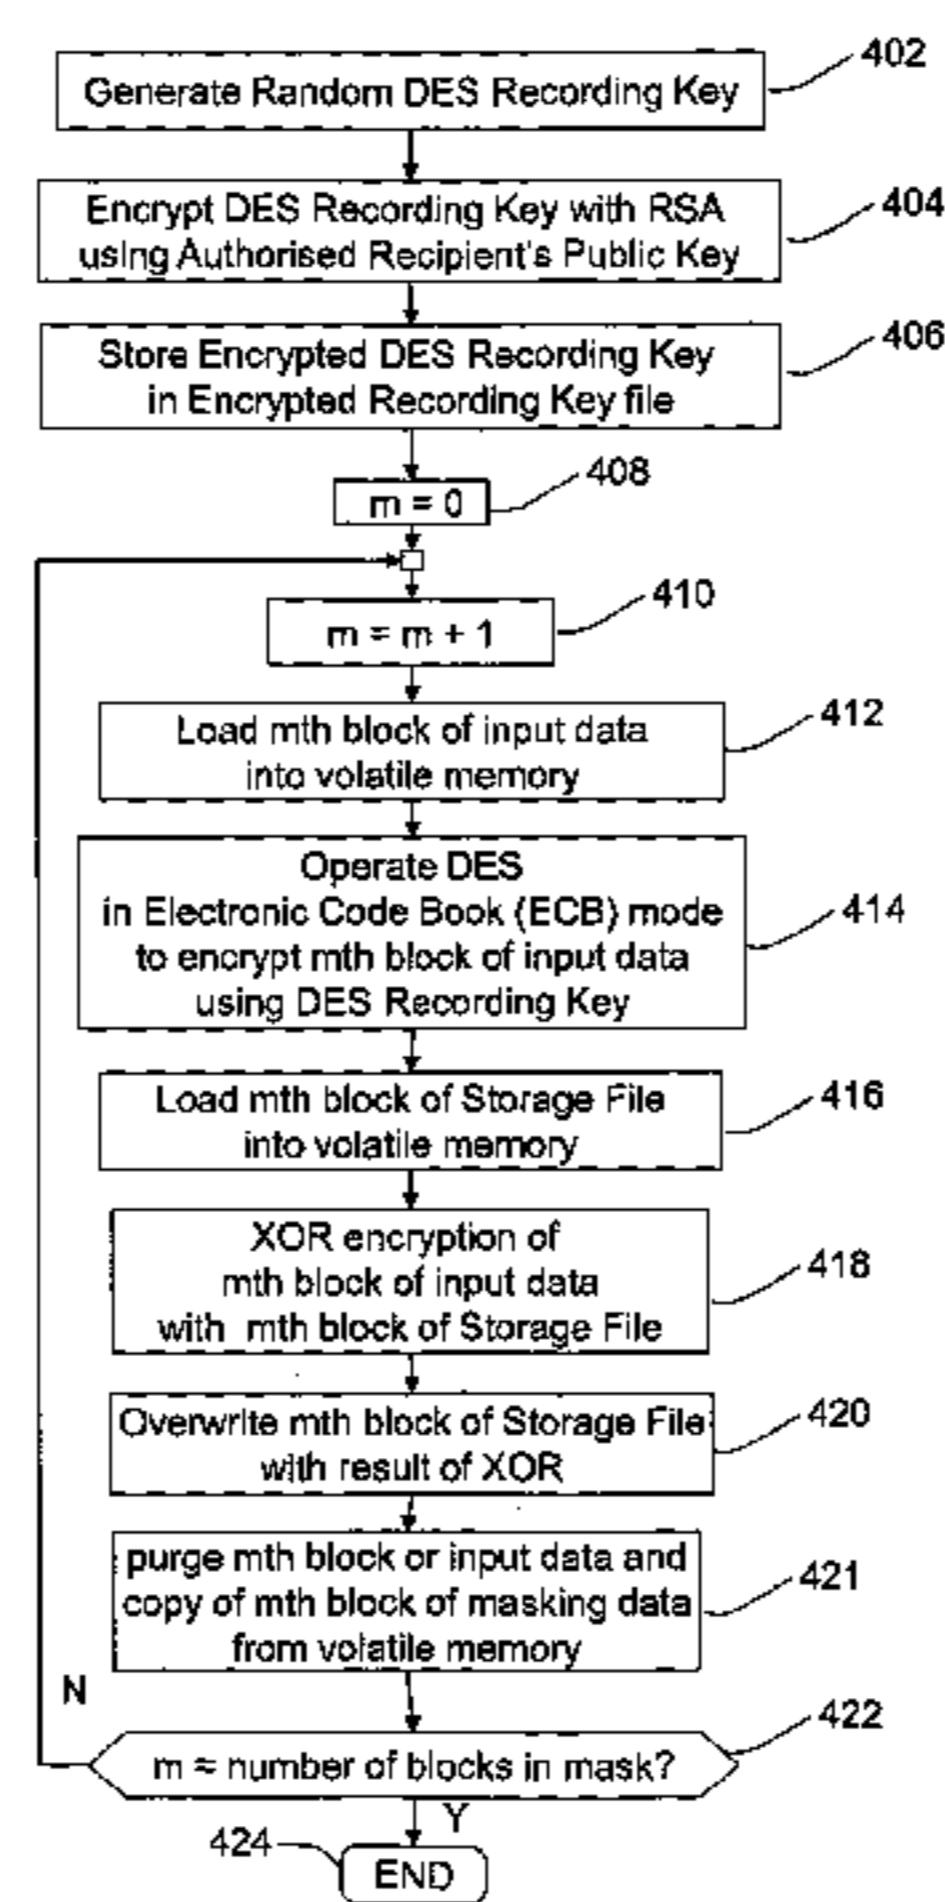 402
Generate Random DES Recording Key
404
Encrypt DES Recording Key with RSA
using Authorised Recipient's Public Key
406
Store Encrypted DES Recording Key
in Encrypted Recording Key file
408
m = 0
410
m = m + 1
412
Load mth block of input data
into volatile memory
Operate DES
in Electronic Code Book (ECB) mode
414
to encrypt mth block of input data
using DES Recording Key
416
Load mth block of Storage File
into volatile memory
XOR encryption of
418
mth block of input data
with mth block of Storage File
420
Overwrite mth block of Storage File
with result of XOR
purge mth block or input data and
421
copy of mth block of masking data
from volatile memory
N
422
m = number of blocks in mask?
Y
424
END